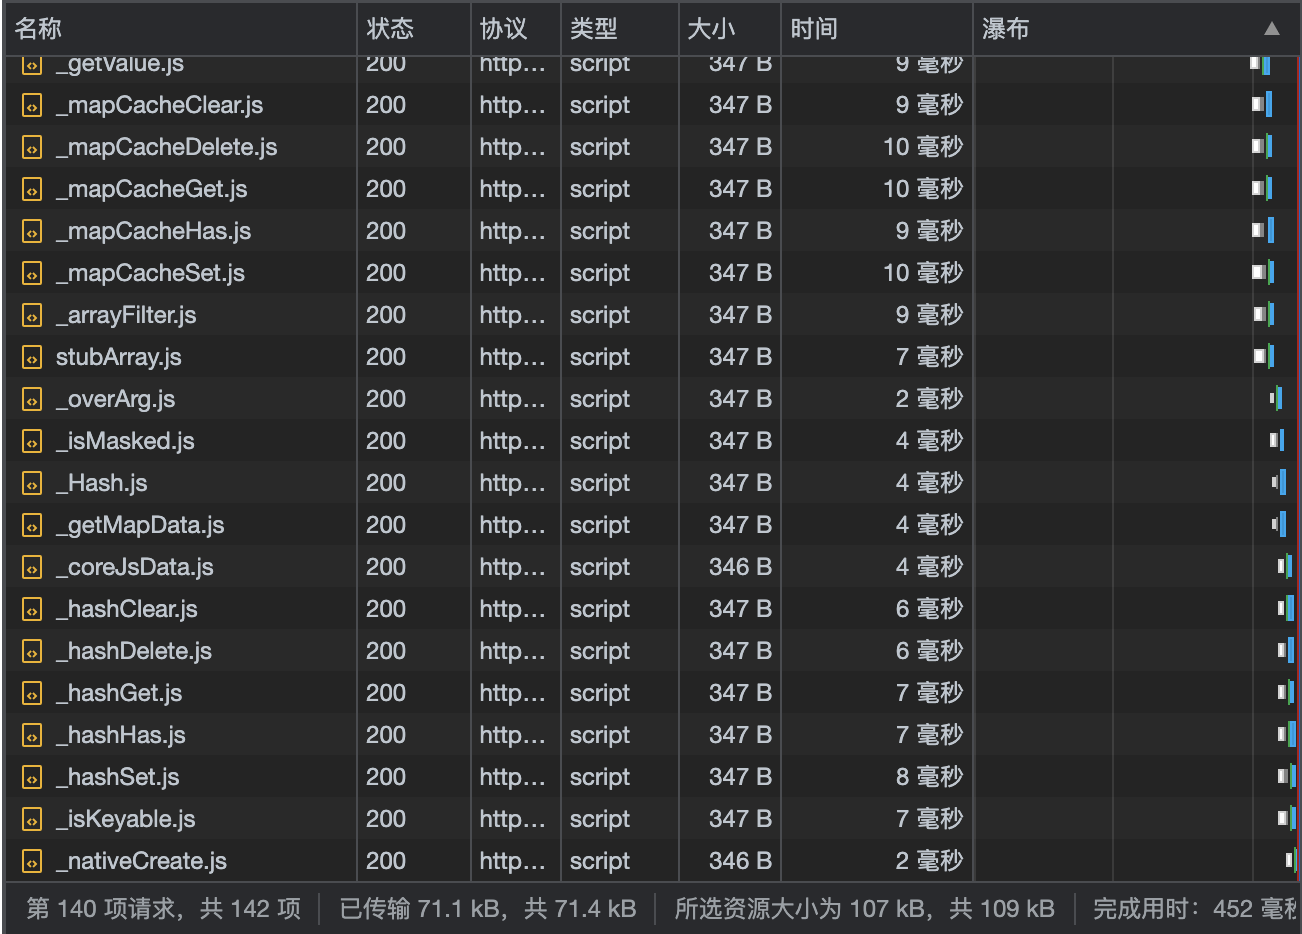 名称 状态 协议 类型 大小 时间 瀑布
_getValue.js 200 http... script 347 B 9 毫秒
_mapCacheClear.js 200 http... script 347 B 9 毫秒
_mapCacheDelete.js 200 http... script 347 B 10 毫秒
_mapCacheGet.js 200 http... script 347 B 10 毫秒
_mapCacheHas.js 200 http... script 347 B 9 毫秒
_mapCacheSet.js 200 http... script 347 B 10 毫秒
_arrayFilter.js 200 http... script 347 B 9 毫秒
stubArray.js 200 http... script 347 B 7 毫秒
_overArg.js 200 http... script 347 B 2 毫秒
_isMasked.js 200 http... script 347 B 4 毫秒
_Hash.js 200 http... script 347 B 4 毫秒
_getMapData.js 200 http... script 347 B 4 毫秒
_coreJsData.js 200 http... script 346 B 4 毫秒
_hashClear.js 200 http... script 347 B 6 毫秒
_hashDelete.js 200 http... script 347 B 6 毫秒
_hashGet.js 200 http... script 347 B 7 毫秒
_hashHas.js 200 http... script 347 B 7 毫秒
_hashSet.js 200 http... script 347 B 8 毫秒
_isKeyable.js 200 http... script 347 B 7 毫秒
_nativeCreate.js 200 http... script 346 B 2 毫秒
第 140 项请求，共 142 项 已传输 71.1 kB，共 71.4 kB 所选资源大小为 107 kB，共 109 kB 完成用时：452 毫秒